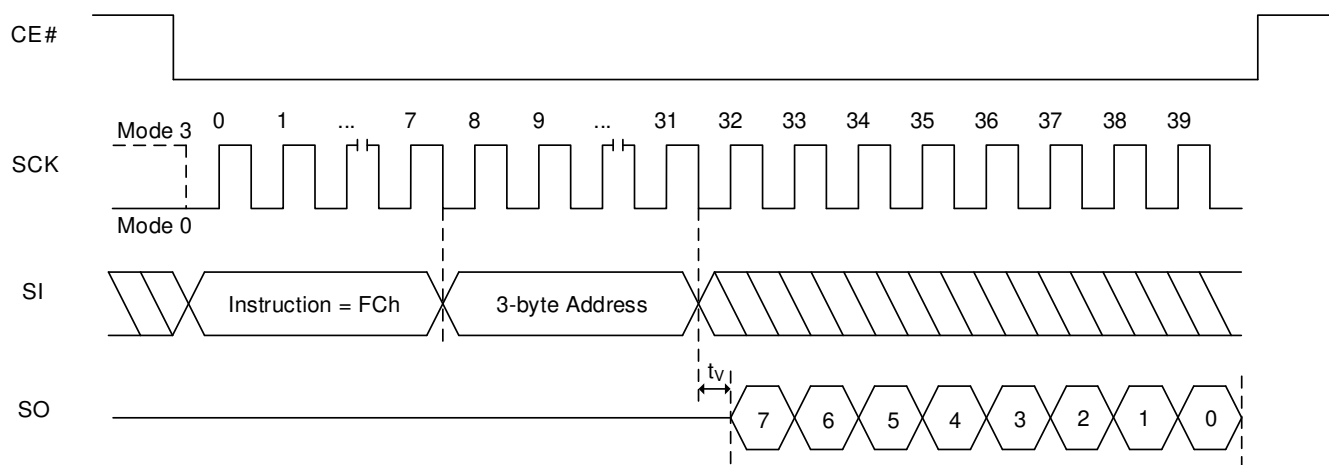 CE#
Mode 3 0 1 ... 7 8 9 ... 31 32 33 34 35 36 37 38 39
SCK
Mode 0
SI Instruction = FCh 3-byte Address
tV
SO 7 6 5 4 3 2 1 0